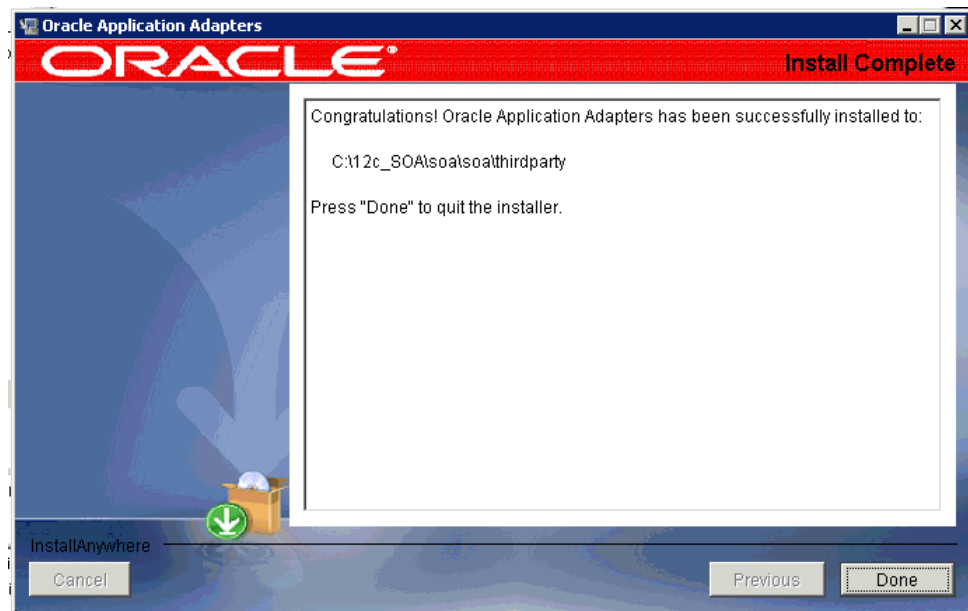 Oracle Application Adapters
ORACLE®
Install Complete
Congratulations! Oracle Application Adapters has been successfully installed to:
C:\12c_SOA\soa\soa\thirdparty
Press "Done" to quit the installer.
InstallAnywhere
Cancel
Previous
Done